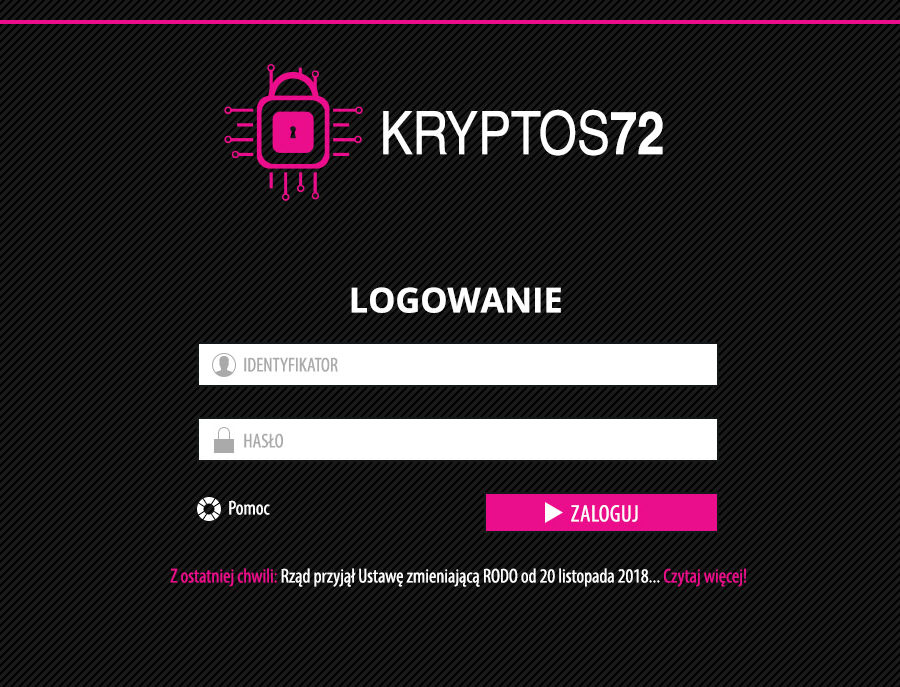 KRYPTOS72
LOGOWANIE
IDENTYFIKATOR
HASŁO
Pomoc
ZALOGUJ
Z ostatniej chwili: Rząd przyjął Ustawę zmieniającą RODO od 20 listopada 2018... Czytaj więcej!